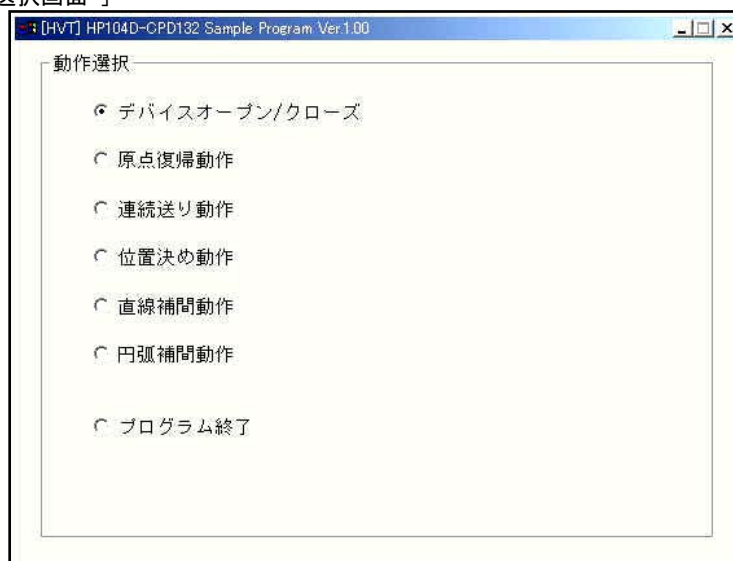 選択画面 ]
[HVT] HP104D-CPD132 Sample Program Ver.1.00
動作選択
デバイスオープン/クローズ
原点復帰動作
連続送り動作
位置決め動作
直線補間動作
円弧補間動作
プログラム終了